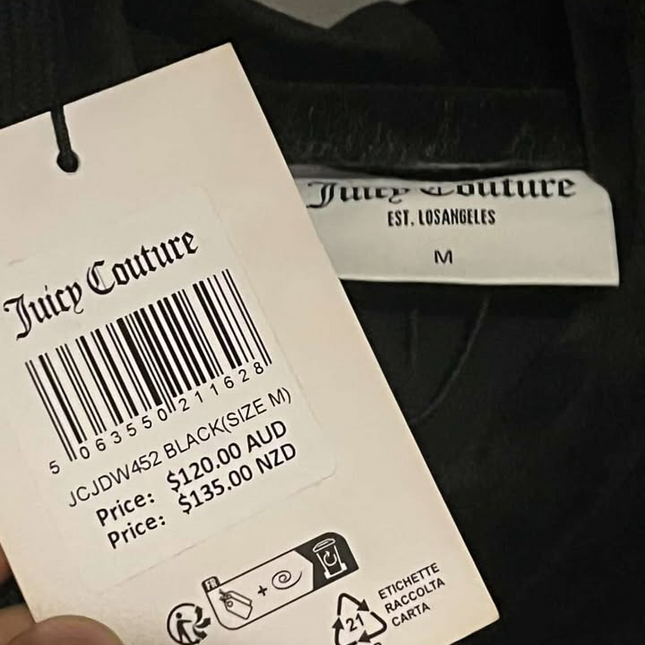 Juicy Couture
EST. LOSANGELES
M
Juicy Couture
5 063550 211628
JCJDW452 BLACK(SIZE M)
Price: $120.00 AUD
Price: $135.00 NZD
FR
+
21
ETICHETTE
RACCOLTA
CARTA